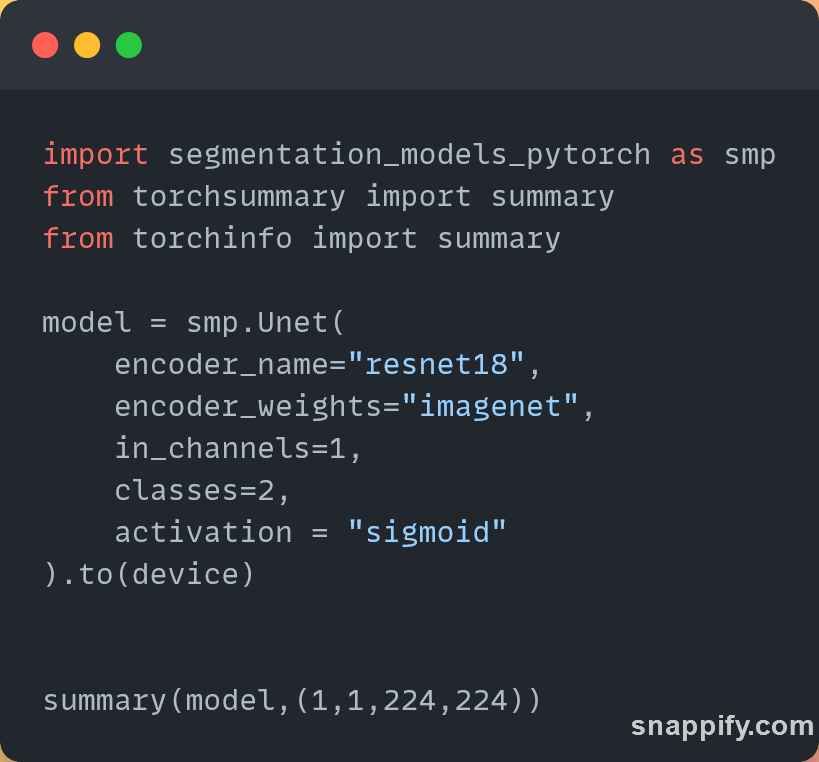 import segmentation_models_pytorch as smp
from torchsummary import summary
from torchinfo import summary

model = smp.Unet(
    encoder_name="resnet18",
    encoder_weights="imagenet",
    in_channels=1,
    classes=2,
    activation = "sigmoid"
).to(device)


summary(model,(1,1,224,224))
snappify.com